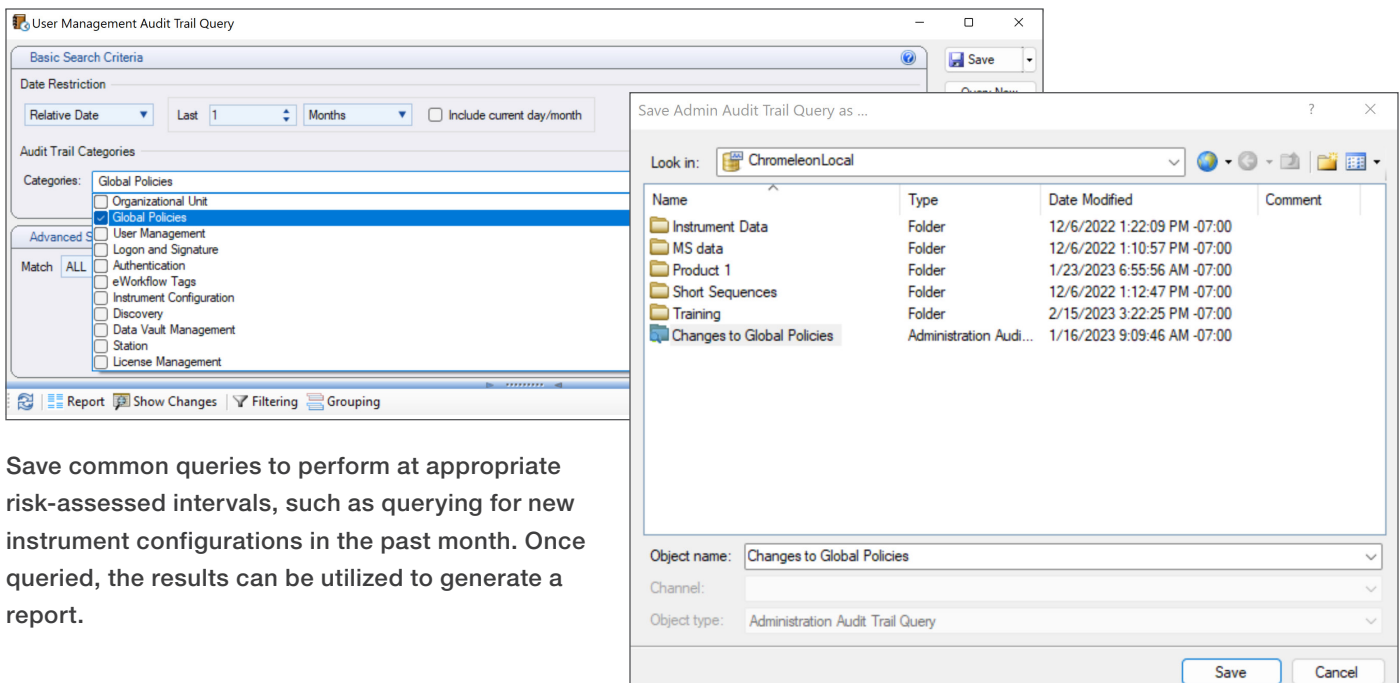 User Management Audit Trail Query
Basic Search Criteria
Save
Date Restriction
Relative Date
Last 1
Months
Include current day/month
Audit Trail Categories
Categories: Global Policies
Organizational Unit
Global Policies
User Management
Logon and Signature
Authentication
eWorkflow Tags
Instrument Configuration
Discovery
Data Vault Management
Station
License Management
Advanced S
Match ALL
Report Show Changes Filtering Grouping
Save Admin Audit Trail Query as ...
? 
Look in: ChromeleonLocal
Name Type Date Modified Comment
Instrument Data Folder 12/6/2022 1:22:09 PM -07:00
MS data Folder 12/6/2022 1:10:57 PM -07:00
Product 1 Folder 1/23/2023 6:55:56 AM -07:00
Short Sequences Folder 12/6/2022 1:12:47 PM -07:00
Training Folder 2/15/2023 3:22:25 PM -07:00
Changes to Global Policies Administration Audi... 1/16/2023 9:09:46 AM -07:00
Object name: Changes to Global Policies
Channel:
Object type: Administration Audit Trail Query
Save Cancel
Save common queries to perform at appropriate
risk-assessed intervals, such as querying for new
instrument configurations in the past month. Once
queried, the results can be utilized to generate a
report.